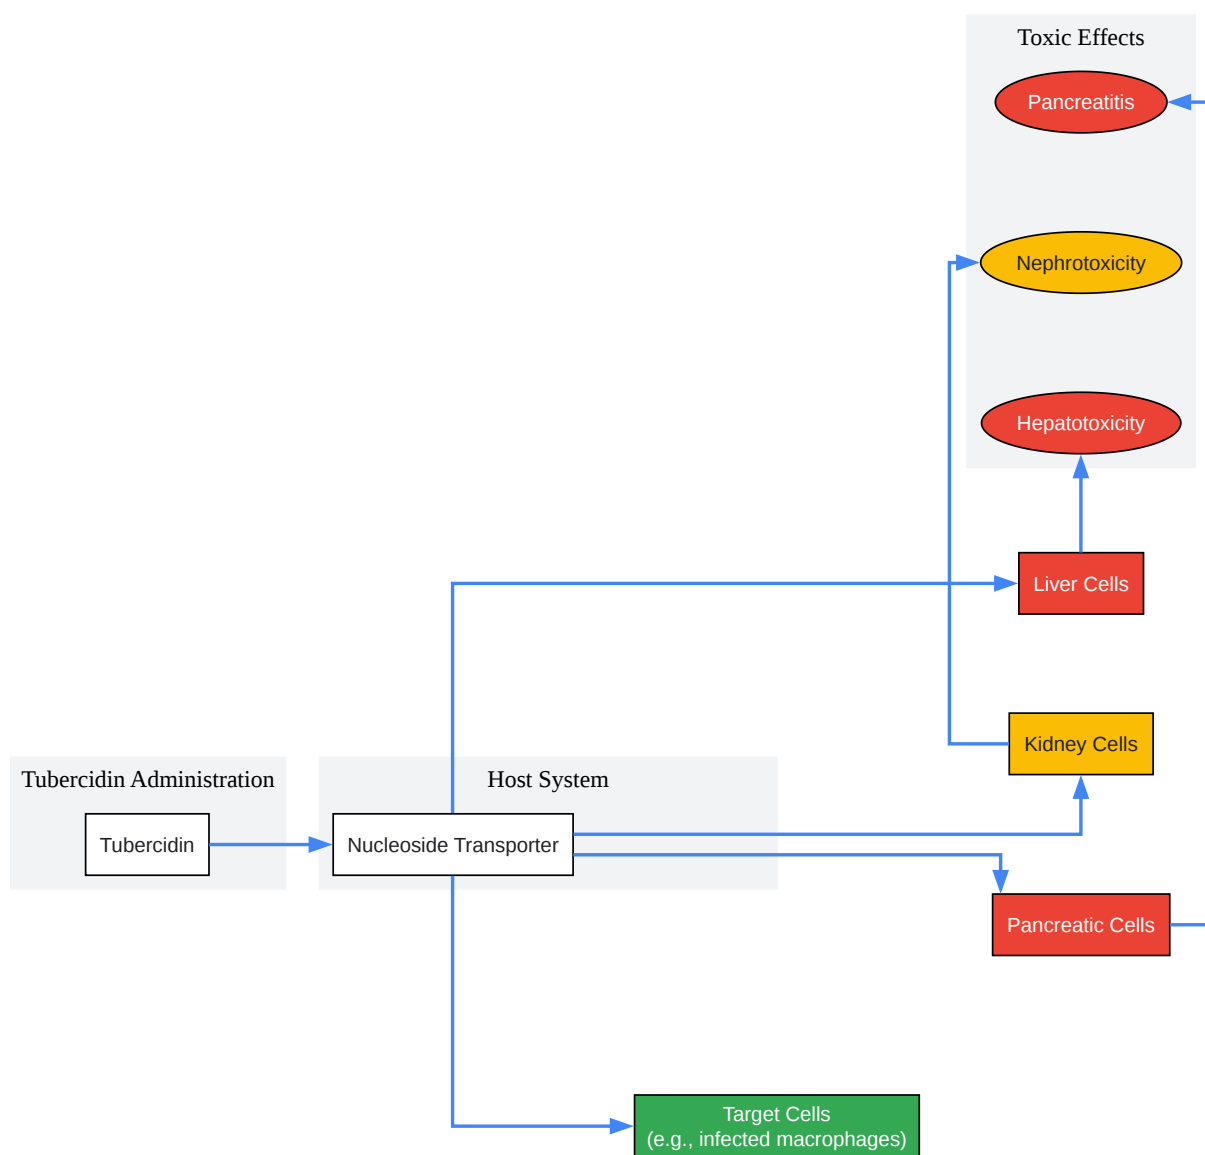 Toxic Effects
Pancreatitis
Nephrotoxicity
Hepatotoxicity
Liver Cells
Kidney Cells
Tubercidin Administration
Host System
Tubercidin
Nucleoside Transporter
Pancreatic Cells
Target Cells
(e.g., infected macrophages)